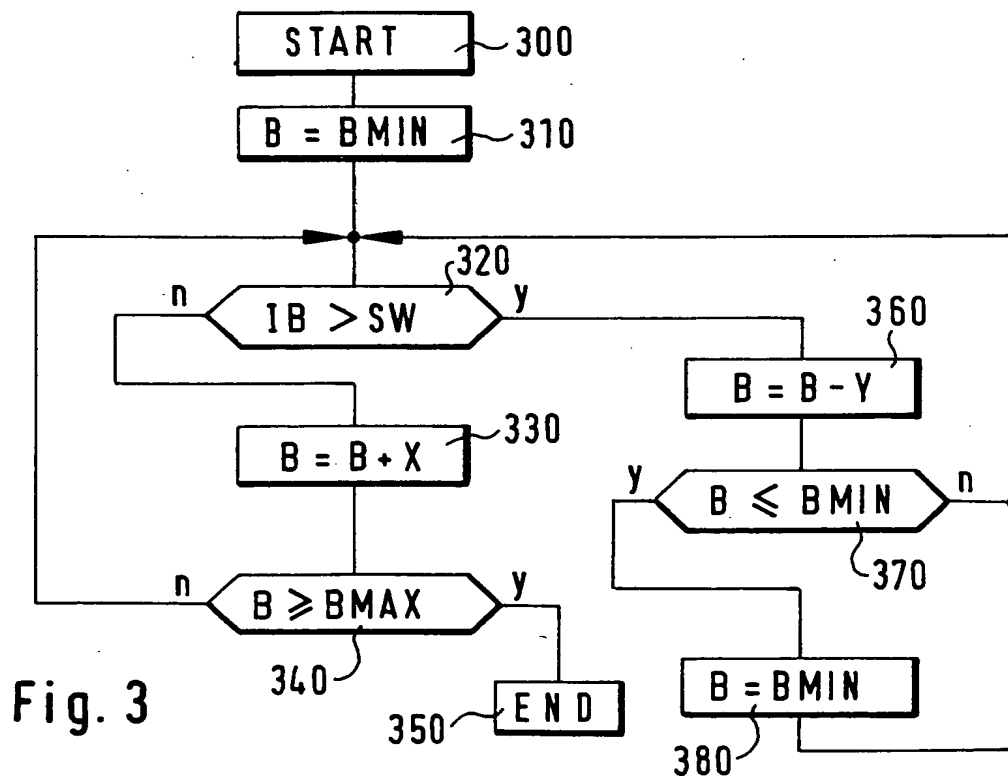 START 300
B = BMIN 310
320
n IB > SW y
360
B = B - Y
330
B = B + X
y B ⩽ BMIN n
370
n B ⩾ BMAX y
340
B = BMIN
380
END
350
Fig. 3